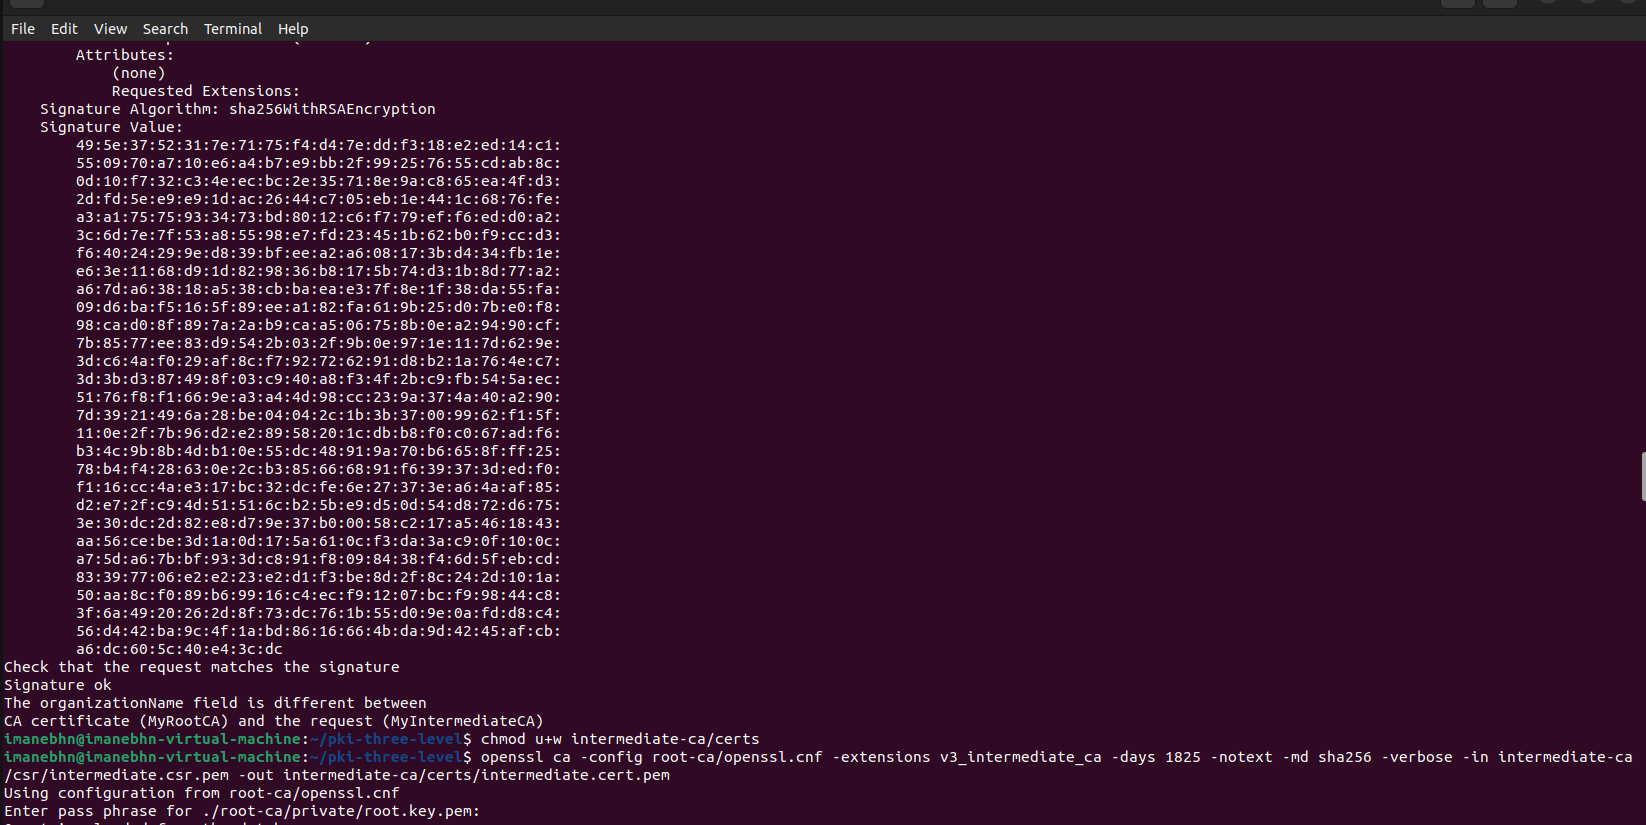 File Edit View Search Terminal Help
Attributes:
(none)
Requested Extensions:
Signature Algorithm: sha256WithRSAEncryption
Signature Value:
49:5e:37:52:31:7e:71:75:f4:d4:7e:dd:f3:18:e2:ed:14:c1:
55:09:70:a7:10:e6:a4:b7:e9:bb:2f:99:25:76:55:cd:ab:8c:
0d:10:f7:32:c3:4e:ec:bc:2e:35:71:8e:9a:c8:65:ea:4f:d3:
2d:fd:5e:e9:e9:1d:ac:26:44:c7:05:eb:1e:44:1c:68:76:fe:
a3:a1:75:75:93:34:73:bd:80:12:c6:f7:79:ef:f6:ed:d0:a2:
3c:6d:7e:7f:53:a8:55:98:e7:fd:23:45:1b:62:b0:f9:cc:d3:
f6:40:24:29:9e:d8:39:bf:ee:a2:a6:08:17:3b:d4:34:fb:1e:
e6:3e:11:68:d9:1d:82:98:36:b8:17:5b:74:d3:1b:8d:77:a2:
a6:7d:a6:38:18:a5:38:cb:ba:ea:e3:7f:8e:1f:38:da:55:fa:
09:d6:ba:f5:16:5f:89:ee:a1:82:fa:61:9b:25:d0:7b:e0:f8:
98:ca:d0:8f:89:7a:2a:b9:ca:a5:06:75:8b:0e:a2:94:90:cf:
7b:85:77:ee:83:d9:54:2b:03:2f:9b:0e:97:1e:11:7d:62:9e:
3d:c6:4a:f0:29:af:8c:f7:92:72:62:91:d8:b2:1a:76:4e:c7:
3d:3b:d3:87:49:8f:03:c9:40:a8:f3:4f:2b:c9:fb:54:5a:ec:
51:76:f8:f1:66:9e:a3:a4:4d:98:cc:23:9a:37:4a:40:a2:90:
7d:39:21:49:6a:28:be:04:04:2c:1b:3b:37:00:99:62:f1:5f:
11:0e:2f:7b:96:d2:e2:89:58:20:1c:db:b8:f0:c0:67:ad:f6:
b3:4c:9b:8b:4d:b1:0e:55:dc:48:91:9a:70:b6:65:8f:ff:25:
78:b4:f4:28:63:0e:2c:b3:85:66:68:91:f6:39:37:3d:ed:f0:
f1:16:cc:4a:e3:17:bc:32:dc:fe:6e:27:37:3e:a6:4a:af:85:
d2:e7:2f:c9:4d:51:51:6c:b2:5b:e9:d5:0d:54:d8:72:d6:75:
3e:30:dc:2d:82:e8:d7:9e:37:b0:00:58:c2:17:a5:46:18:43:
aa:56:ce:be:3d:1a:0d:17:5a:61:0c:f3:da:3a:c9:0f:10:0c:
a7:5d:a6:7b:bf:93:3d:c8:91:f8:09:84:38:f4:6d:5f:eb:cd:
83:39:77:06:e2:e2:23:e2:d1:f3:be:8d:2f:8c:24:2d:10:1a:
50:aa:8c:f0:89:b6:99:16:c4:ec:f9:12:07:bc:f9:98:44:c8:
3f:6a:49:20:26:2d:8f:73:dc:76:1b:55:d0:9e:0a:fd:d8:c4:
56:d4:42:ba:9c:4f:1a:bd:86:16:66:4b:da:9d:42:45:af:cb:
a6:dc:60:5c:40:e4:3c:dc
Check that the request matches the signature
Signature ok
The organizationName field is different between
CA certificate (MyRootCA) and the request (MyIntermediateCA)
imanebhn@imanebhn-virtual-machine:~/pki-three-level$ chmod u+w intermediate-ca/certs
imanebhn@imanebhn-virtual-machine:~/pki-three-level$ openssl ca -config root-ca/openssl.cnf -extensions v3_intermediate_ca -days 1825 -notext -md sha256 -verbose -in intermediate-ca
/csr/intermediate.csr.pem -out intermediate-ca/certs/intermediate.cert.pem
Using configuration from root-ca/openssl.cnf
Enter pass phrase for ./root-ca/private/root.key.pem: